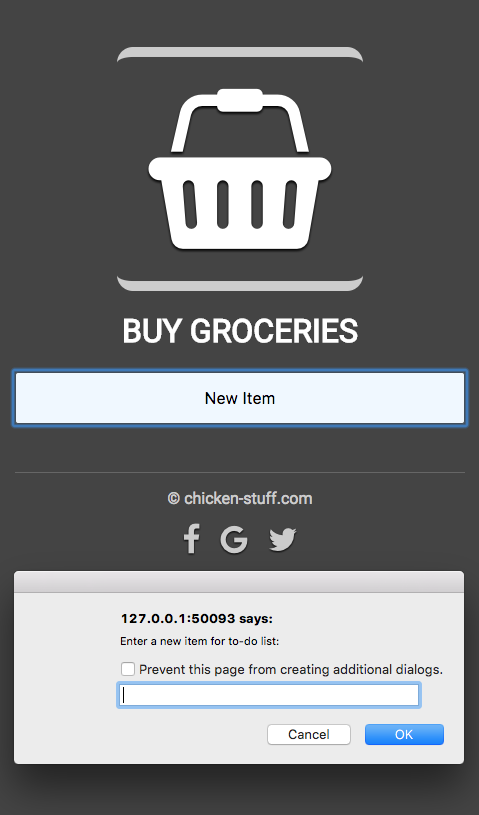 BUY GROCERIES
New Item
© chicken-stuff.com
127.0.0.1:50093 says:
Enter a new item for to-do list:
Prevent this page from creating additional dialogs.
Cancel OK